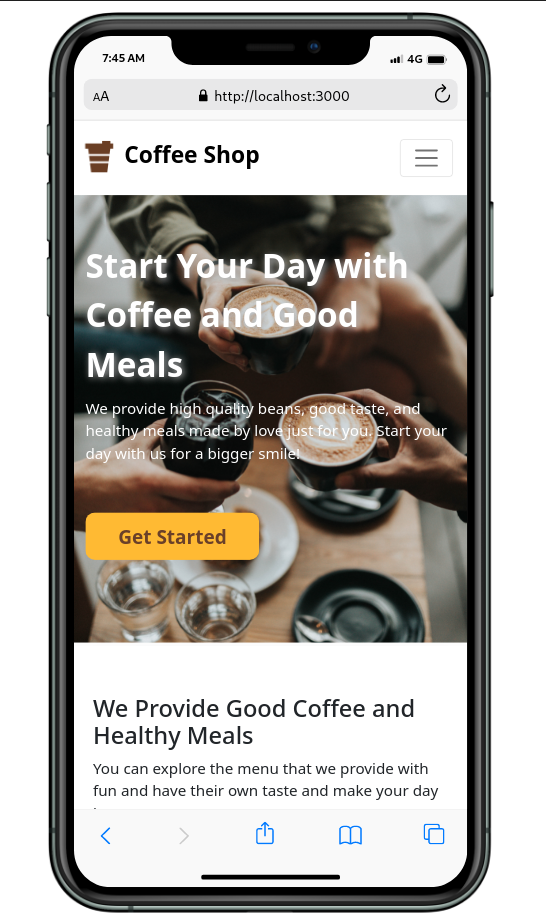 7:45 AM
4G
AA
http://localhost:3000
Coffee Shop
Start Your Day with
Coffee and Good
Meals
We provide high quality beans, good taste, and
healthy meals made by love just for you. Start your
day with us for a bigger smile!
Get Started
We Provide Good Coffee and
Healthy Meals
You can explore the menu that we provide with
fun and have their own taste and make your day